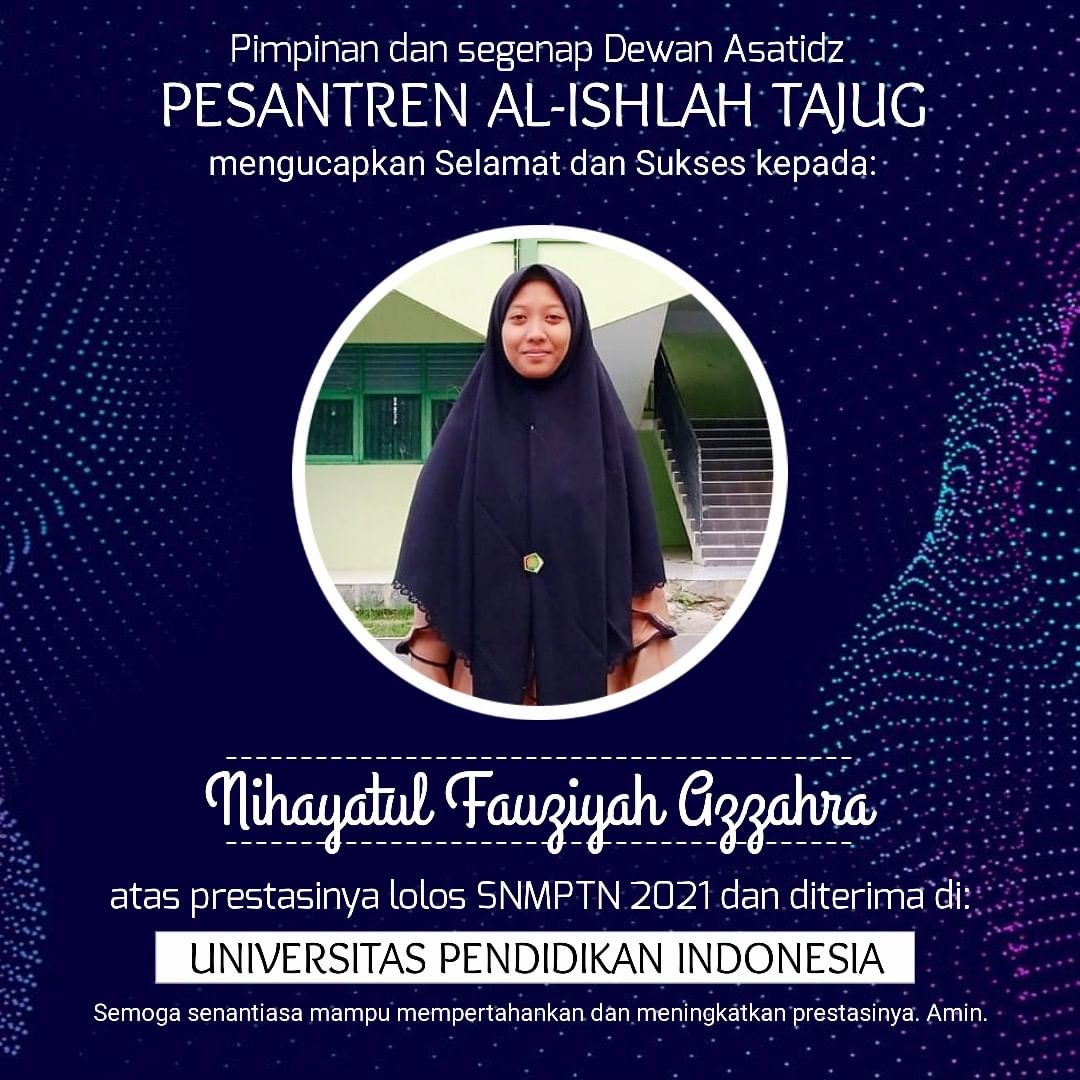 Pimpinan dan segenap Dewan Asatidz
PESANTREN AL-ISHLAH TAJUG
mengucapkan Selamat dan Sukses kepada:
Nihayatul Fauziyah Azzahra
atas prestasinya lolos SNMPTN 2021 dan diterima di:
UNIVERSITAS PENDIDIKAN INDONESIA
Semoga senantiasa mampu mempertahankan dan meningkatkan prestasinya. Amin.